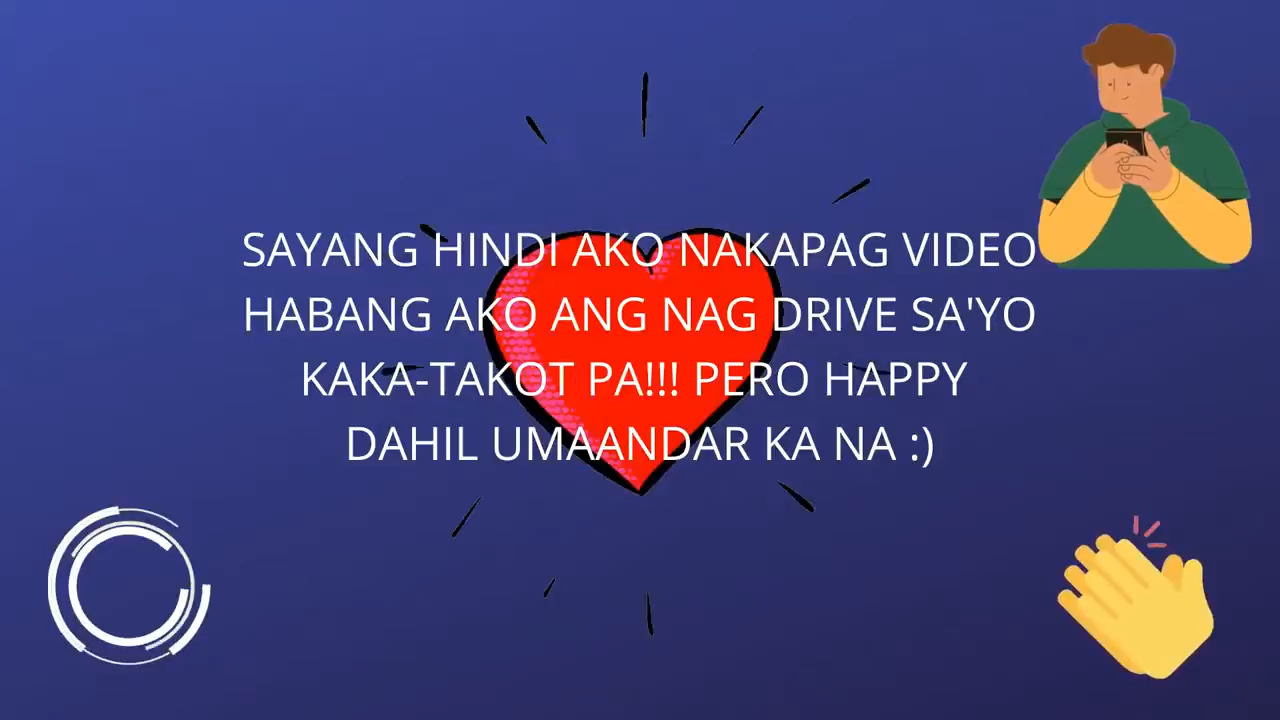 SAYANG HINDI AKO NAKAPAG VIDEO
HABANG AKO ANG NAG DRIVE SA'YO
KAKA-TAKOT PA!!! PERO HAPPY
DAHIL UMAANDAR KA NA :)